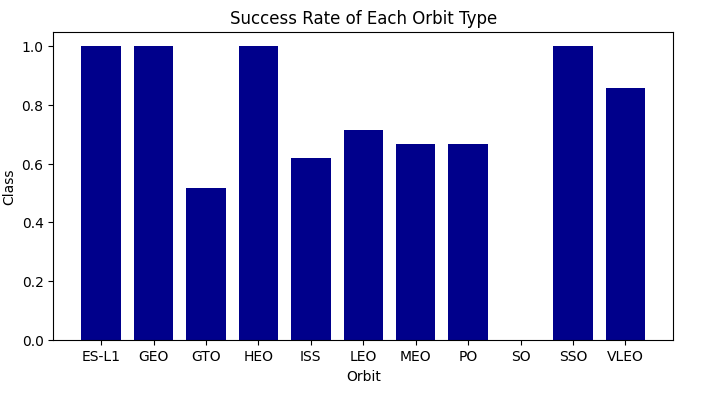 Success Rate of Each Orbit Type
Class
1.0
0.8
0.6
0.4
0.2
0.0
ES-L1 GEO GTO HEO ISS LEO MEO PO SO SSO VLEO
Orbit